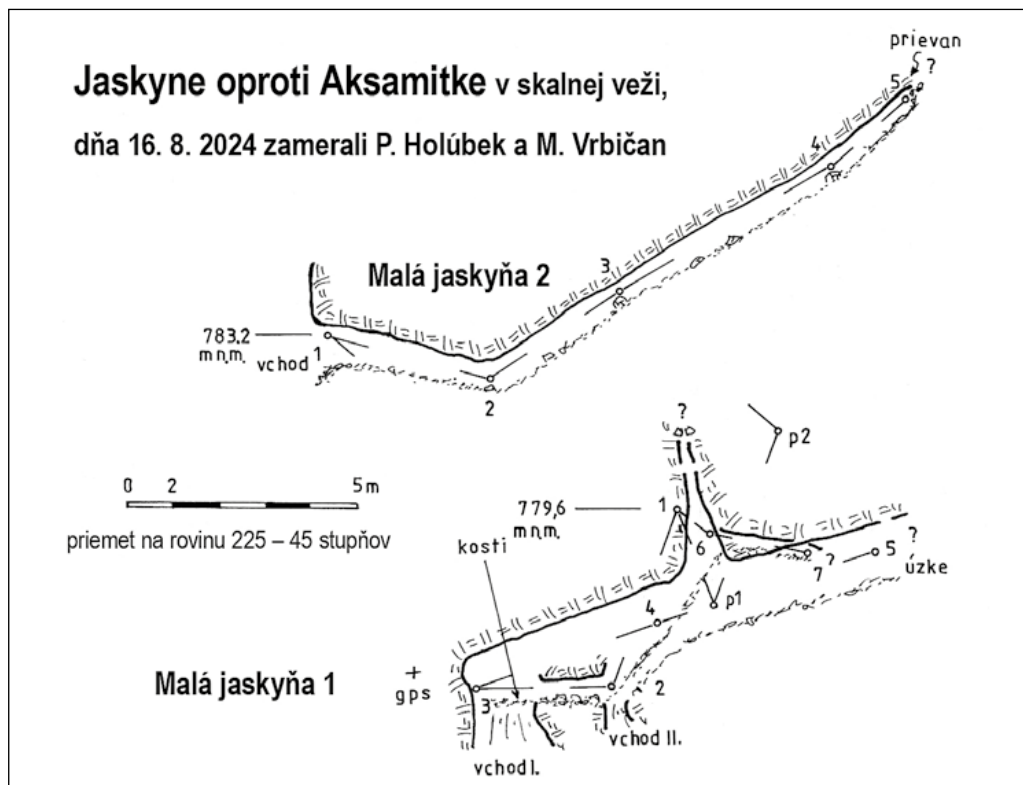 Jaskyne oproti Aksamitke v skalnej veži,
dňa 16. 8. 2024 zamerali P. Holúbek a M. Vrbičan
prievan
?
5
4
3
Malá jaskyňa 2
783,2
m n.m.
vchod 1
2
0 2 5 m
priemet na rovinu 225 – 45 stupňov
?
p2
779,6
m n.m.
1
kosti
6
7
?
5
?
úzke
4
p1
Malá jaskyňa 1
+
gps
3
2
vchod I.
vchod II.